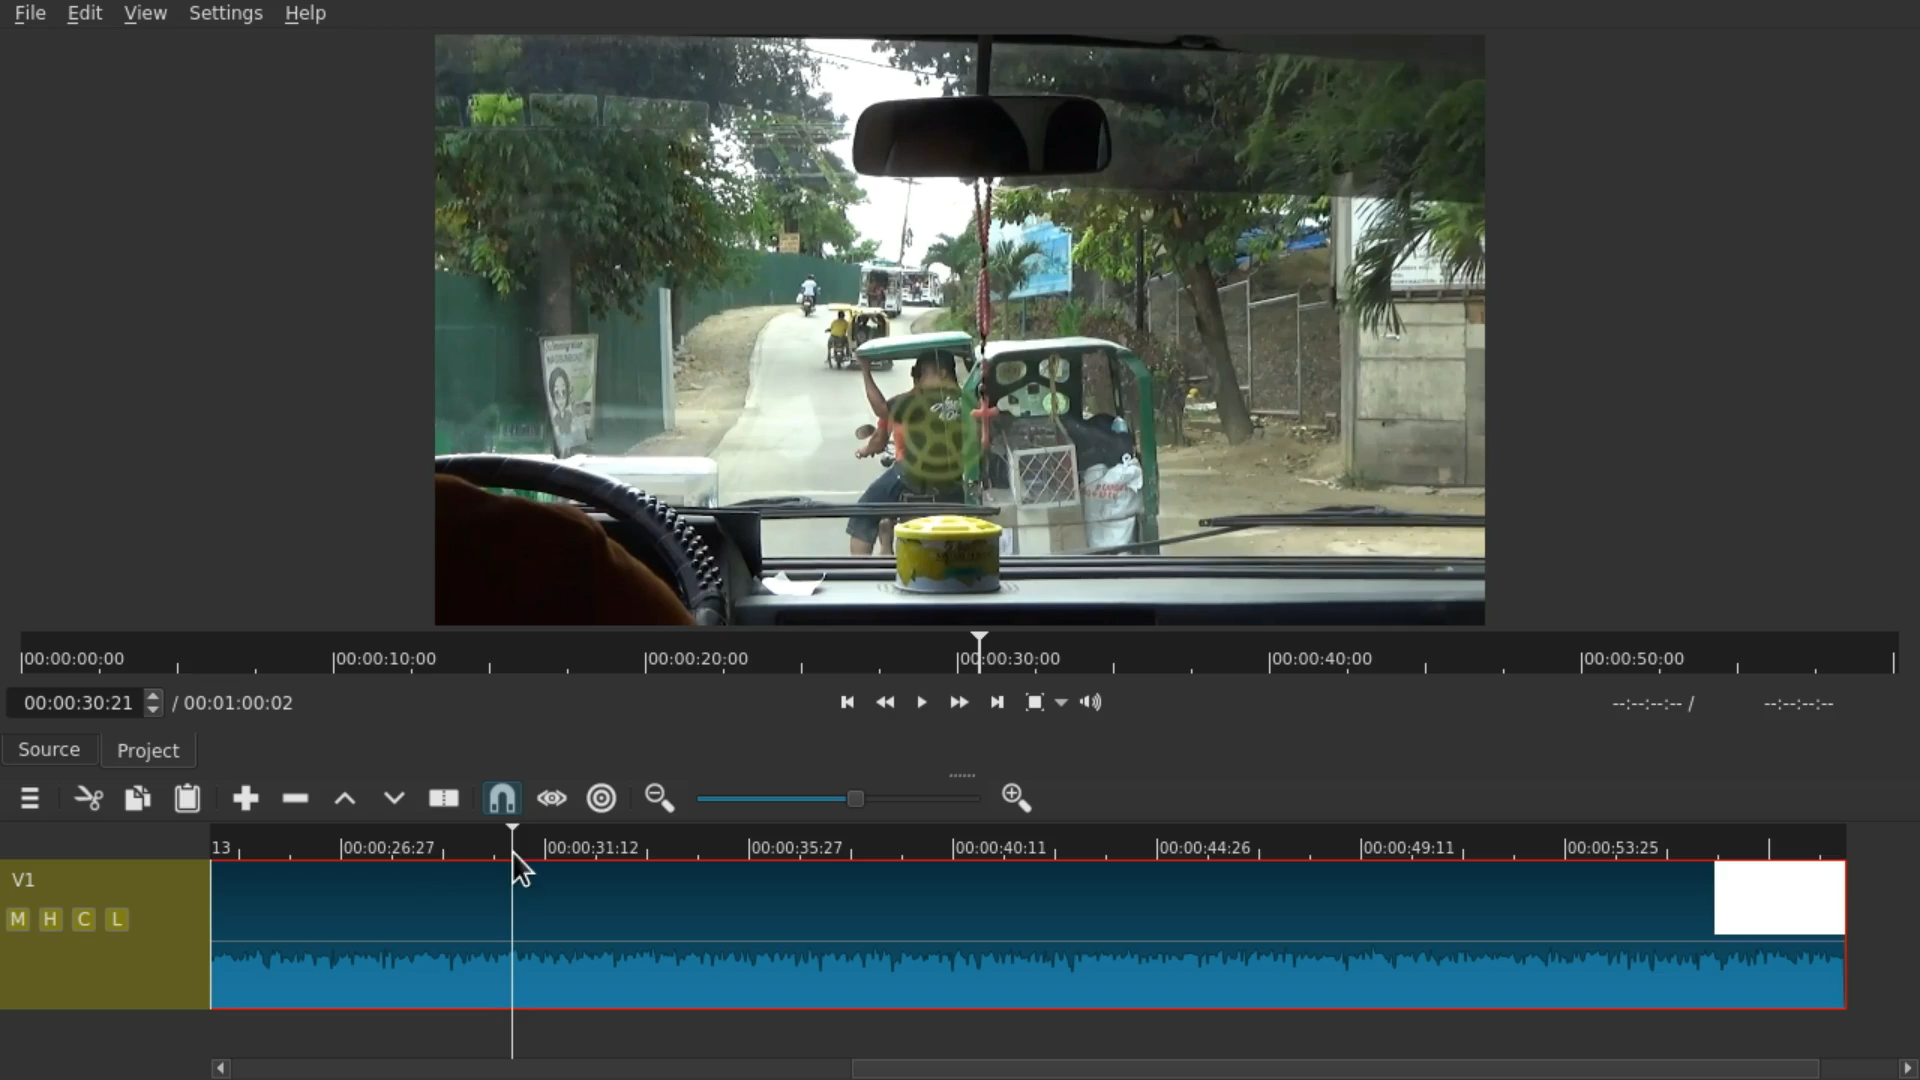 File Edit View Settings Help
00:00:00:00 00:00:10:00 00:00:20:00 00:00:30:00 00:00:40:00 00:00:50:00
00:00:30:21 / 00:01:00:02 --:--:--:-- / --:--:--:--
Source Project
13 00:00:26:27 00:00:31:12 00:00:35:27 00:00:40:11 00:00:44:26 00:00:49:11 00:00:53:25
V1
M H C L